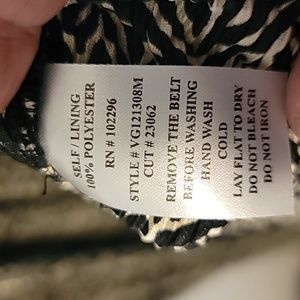 SELF / LINING
100% POLYESTER
RN # 102296
STYLE # VG121308M
CUT # 23062
REMOVE THE BELT
BEFORE WASHING
HAND WASH
COLD
LAY FLAT TO DRY
DO NOT BLEACH
DO NOT IRON